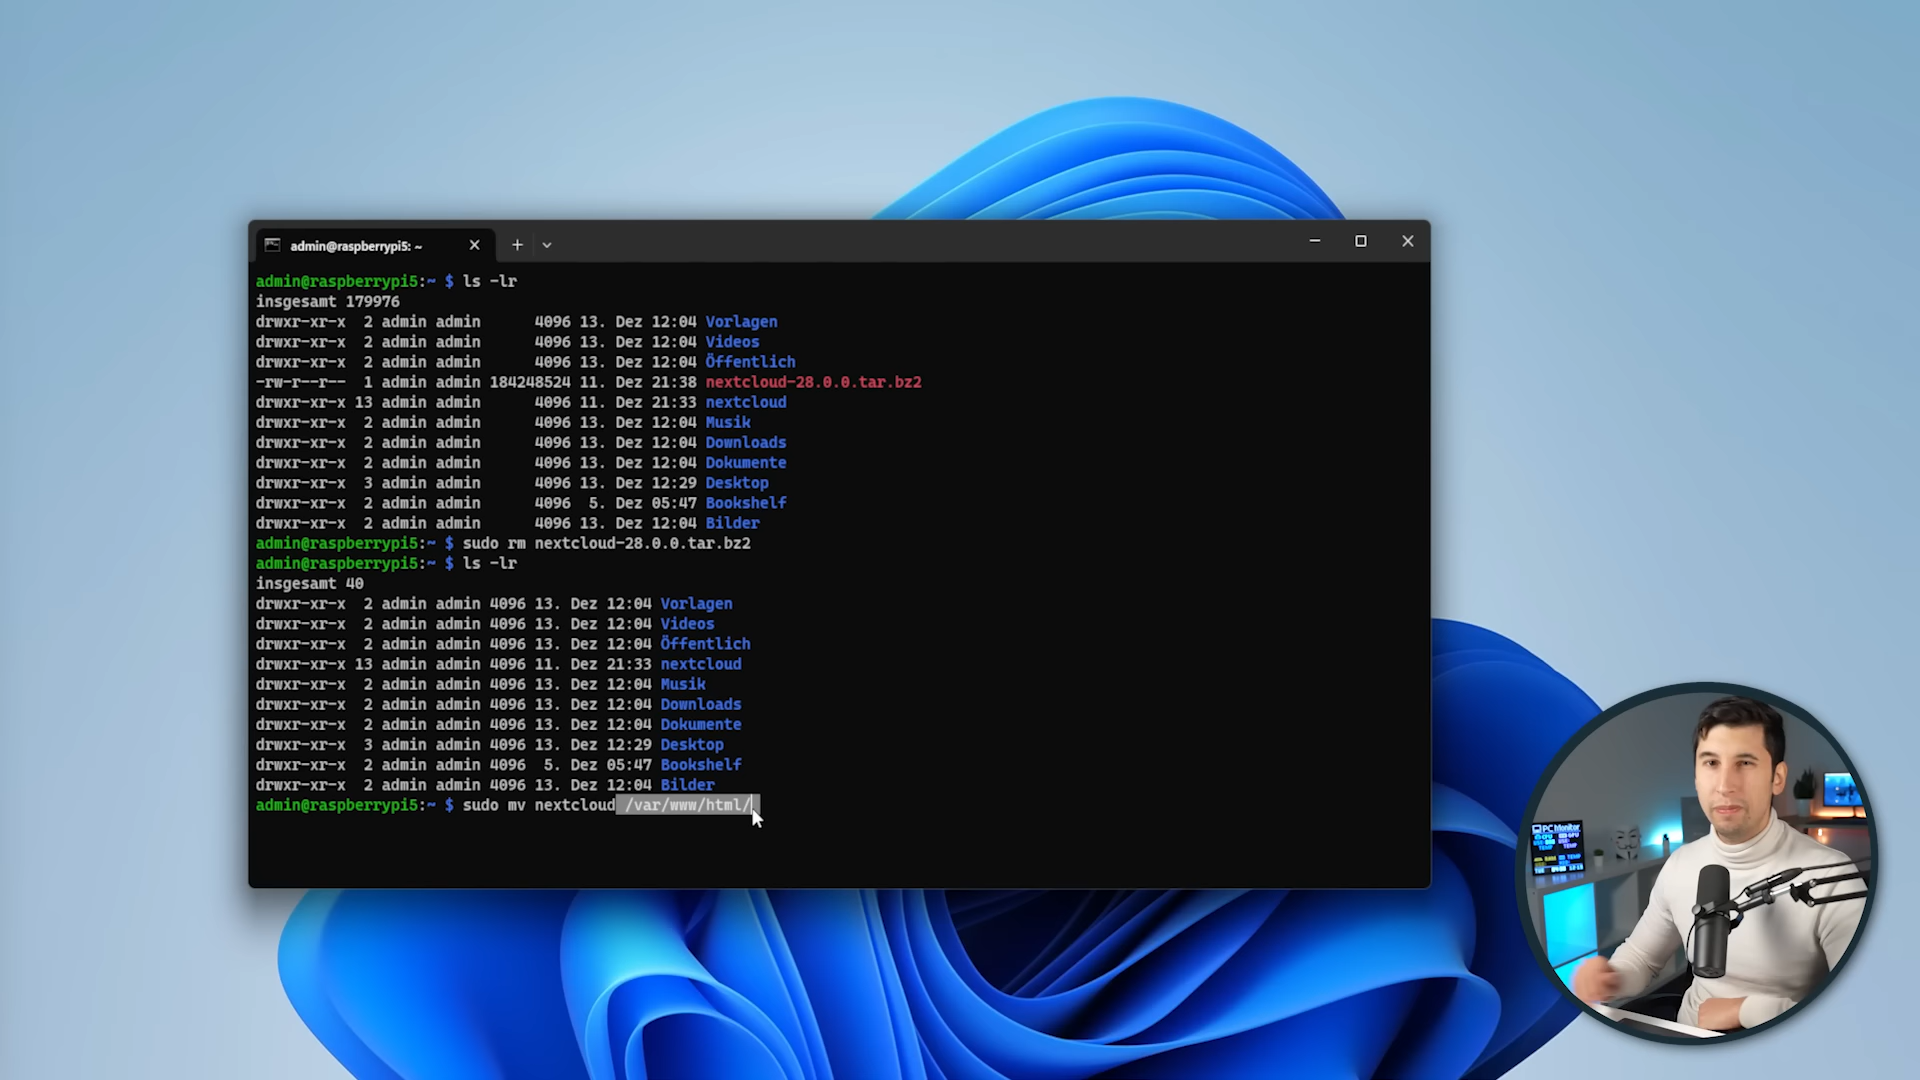 admin@raspberrypi5: ~
admin@raspberrypi5:~ $ ls -lr
insgesamt 179976
drwxr-xr-x  2 admin admin      4096 13. Dez 12:04 Vorlagen
drwxr-xr-x  2 admin admin      4096 13. Dez 12:04 Videos
drwxr-xr-x  2 admin admin      4096 13. Dez 12:04 Öffentlich
-rw-r--r--  1 admin admin 184248524 11. Dez 21:38 nextcloud-28.0.0.tar.bz2
drwxr-xr-x 13 admin admin      4096 11. Dez 21:33 nextcloud
drwxr-xr-x  2 admin admin      4096 13. Dez 12:04 Musik
drwxr-xr-x  2 admin admin      4096 13. Dez 12:04 Downloads
drwxr-xr-x  2 admin admin      4096 13. Dez 12:04 Dokumente
drwxr-xr-x  3 admin admin      4096 13. Dez 12:29 Desktop
drwxr-xr-x  2 admin admin      4096  5. Dez 05:47 Bookshelf
drwxr-xr-x  2 admin admin      4096 13. Dez 12:04 Bilder
admin@raspberrypi5:~ $ sudo rm nextcloud-28.0.0.tar.bz2
admin@raspberrypi5:~ $ ls -lr
insgesamt 40
drwxr-xr-x  2 admin admin 4096 13. Dez 12:04 Vorlagen
drwxr-xr-x  2 admin admin 4096 13. Dez 12:04 Videos
drwxr-xr-x  2 admin admin 4096 13. Dez 12:04 Öffentlich
drwxr-xr-x 13 admin admin 4096 11. Dez 21:33 nextcloud
drwxr-xr-x  2 admin admin 4096 13. Dez 12:04 Musik
drwxr-xr-x  2 admin admin 4096 13. Dez 12:04 Downloads
drwxr-xr-x  2 admin admin 4096 13. Dez 12:04 Dokumente
drwxr-xr-x  3 admin admin 4096 13. Dez 12:29 Desktop
drwxr-xr-x  2 admin admin 4096  5. Dez 05:47 Bookshelf
drwxr-xr-x  2 admin admin 4096 13. Dez 12:04 Bilder
admin@raspberrypi5:~ $ sudo mv nextcloud /var/www/html/
PC Monitor